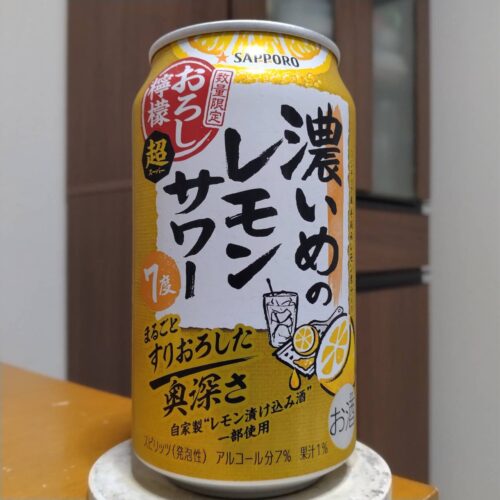 SAPPORO
数量限定
おろし
檸檬
超
スーパー
濃いめの
レモン
サワー
7度
まるごと
すりおろした
奥深さ
自家製“レモン漬け込み酒”
一部使用
お酒
スピリッツ(発泡性) アルコール分7% 果汁1%